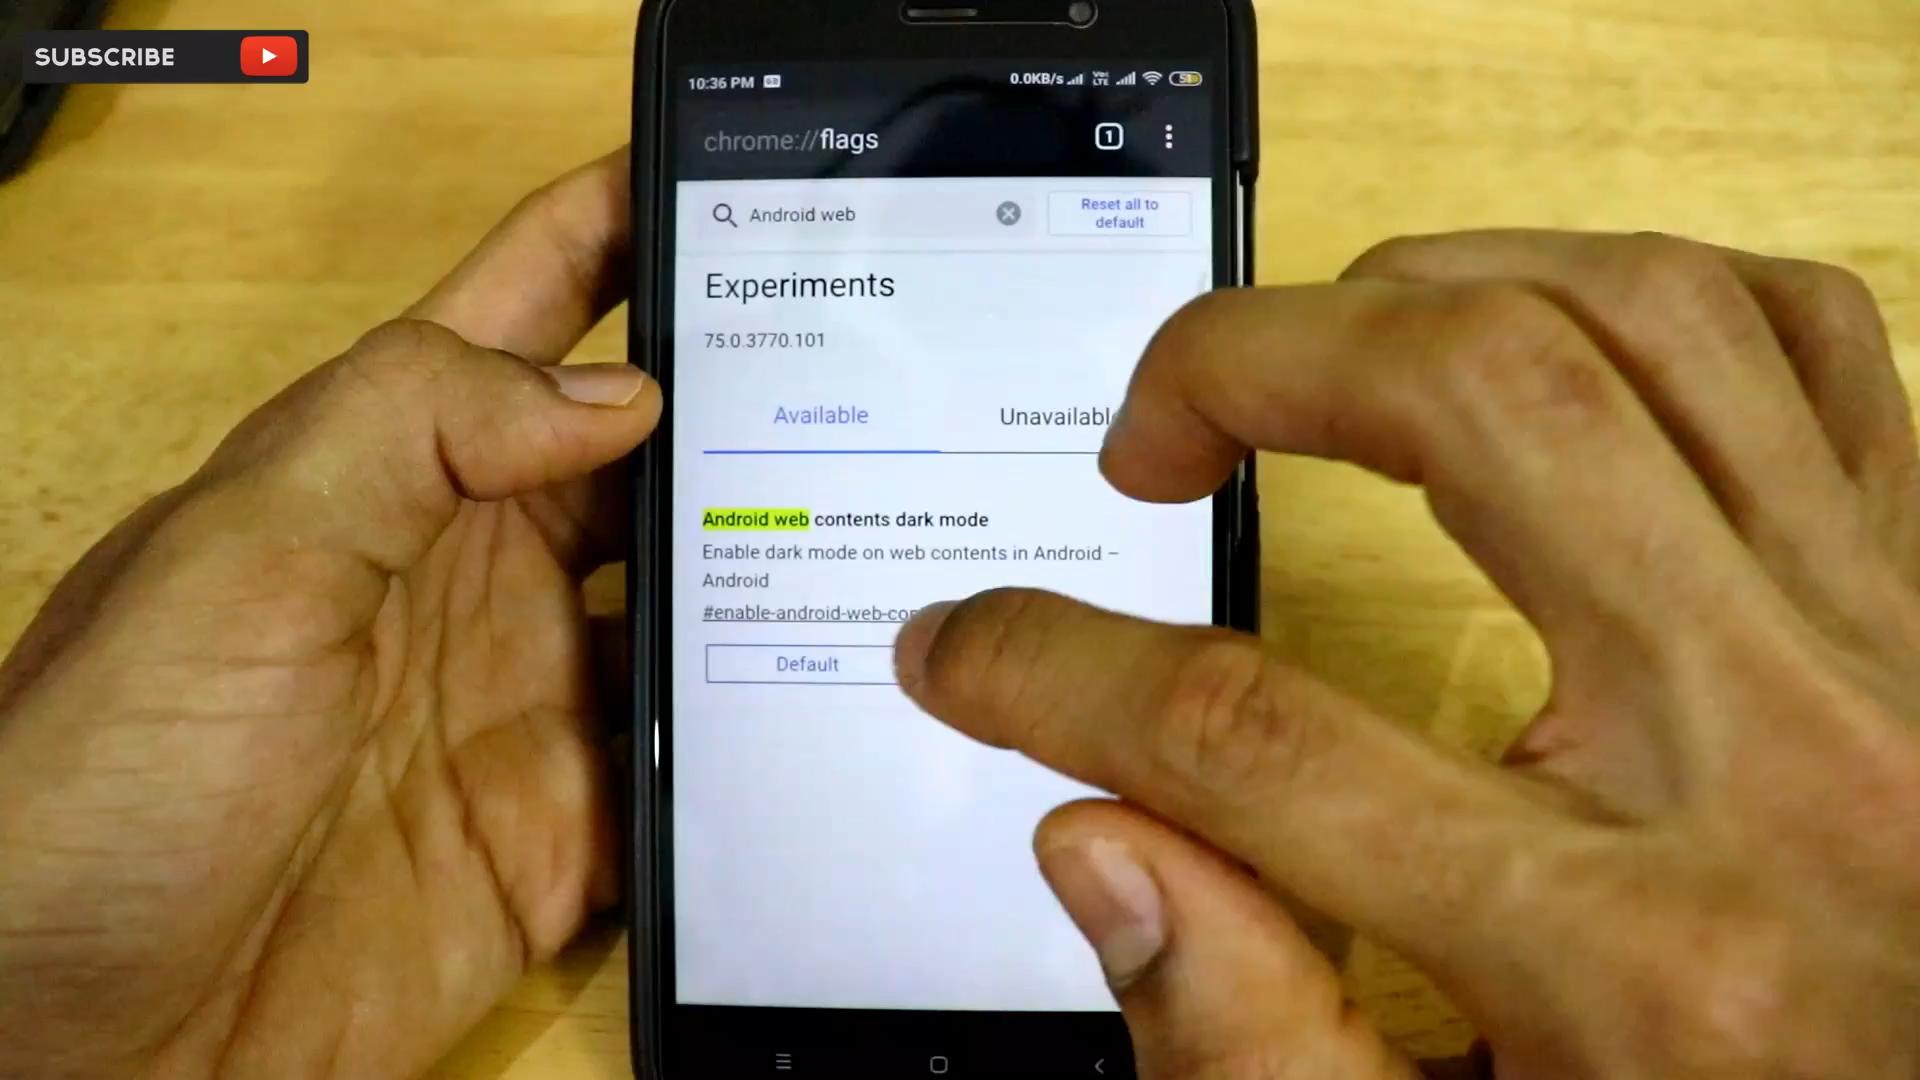 SUBSCRIBE
10:36 PM
0.0KB/s
chrome://flags
1
Android web
Reset all to
default
Experiments
75.0.3770.101
Available
Unavailabl
Android web contents dark mode
Enable dark mode on web contents in Android –
Android
#enable-android-web-co
Default